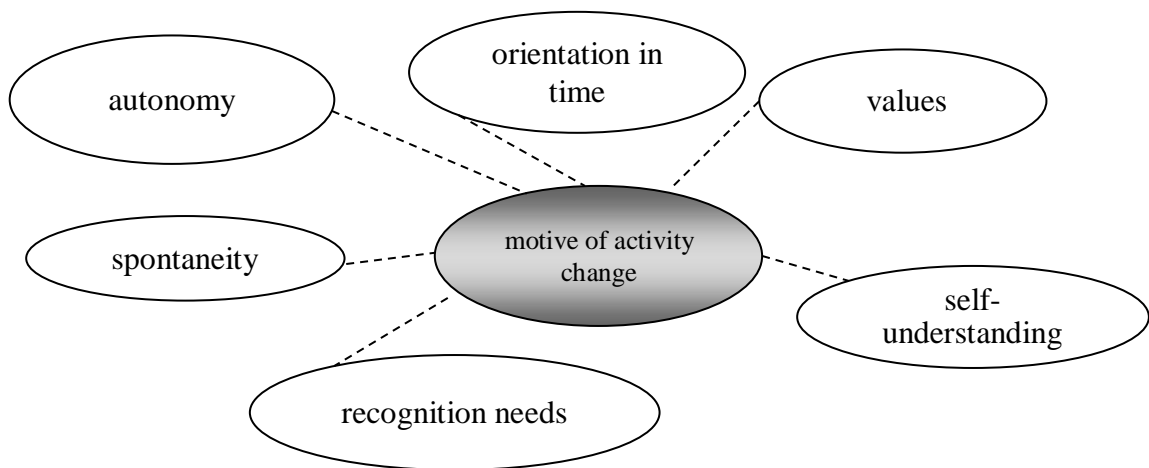 orientation in
time
autonomy
values
spontaneity
motive of activity
change
self-
understanding
recognition needs